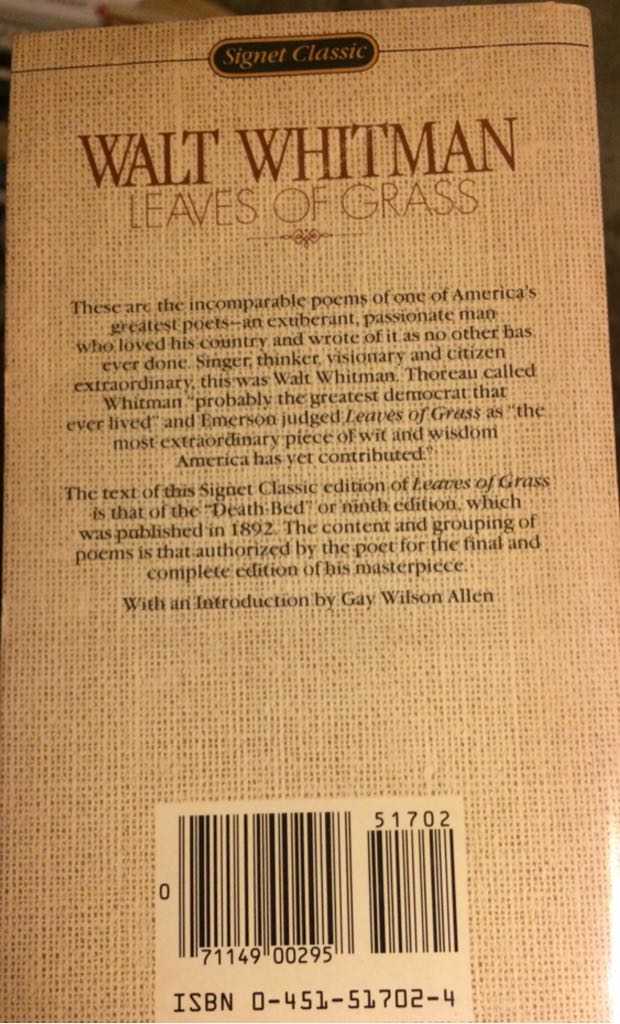 Signet Classic
WALT WHITMAN
LEAVES OF GRASS
These are the incomparable poems of one of America's
greatest poets—an exuberant, passionate man
who loved his country and wrote of it as no other has
ever done. Singer, thinker, visionary and citizen
extraordinary, this was Walt Whitman. Thoreau called
Whitman "probably the greatest democrat that
ever lived" and Emerson judged Leaves of Grass as "the
most extraordinary piece of wit and wisdom
America has yet contributed."
The text of this Signet Classic edition of Leaves of Grass
is that of the "Death-Bed" or ninth edition, which
was published in 1892. The content and grouping of
poems is that authorized by the poet for the final and
complete edition of his masterpiece.
With an Introduction by Gay Wilson Allen
51702
0
71149 00295
ISBN 0-451-51702-4